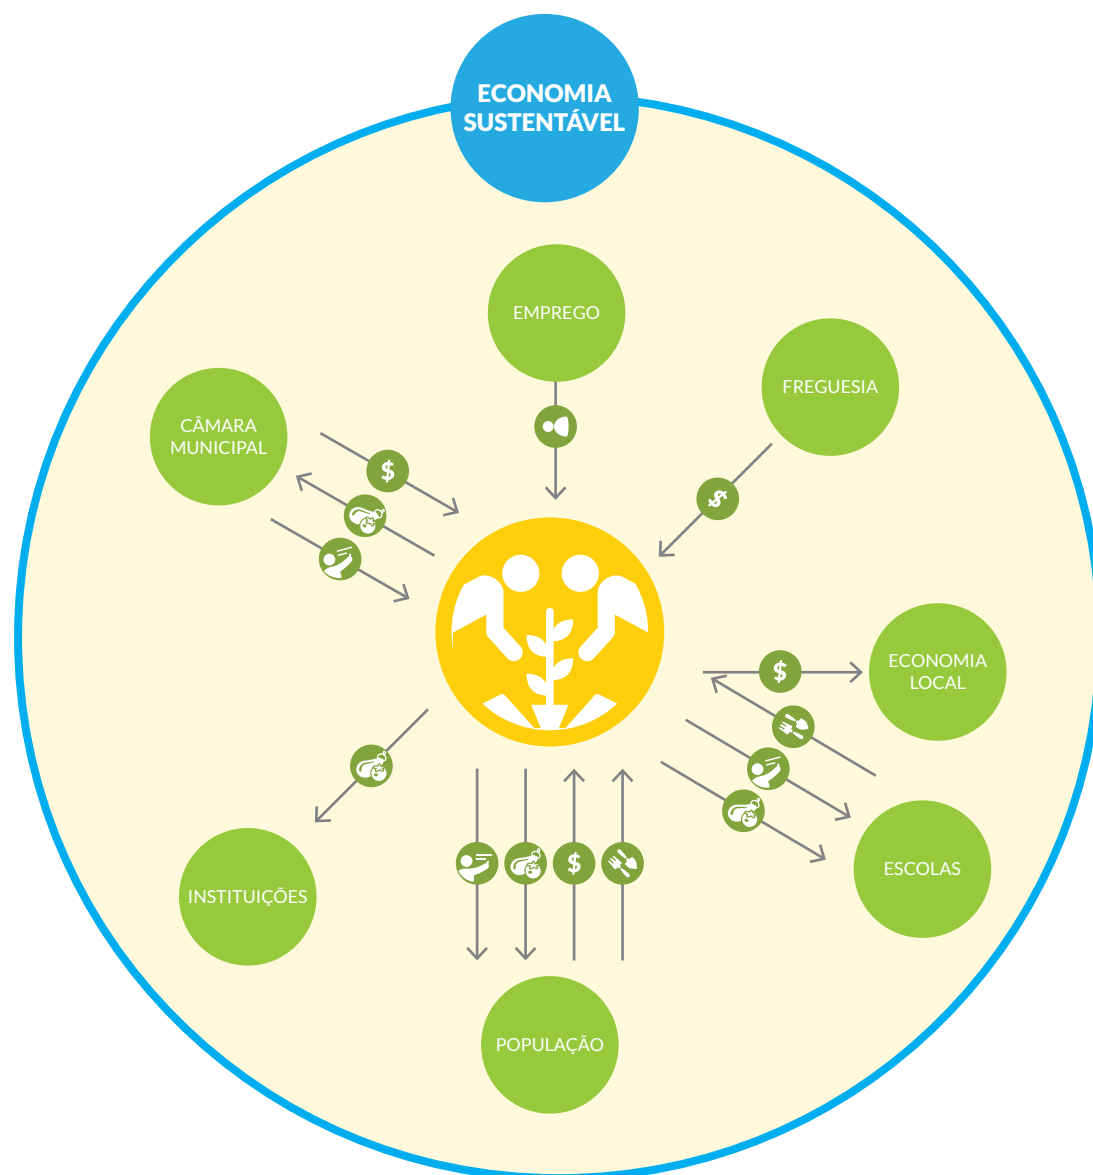 ECONOMIA
SUSTENTÁVEL
EMPREGO
FREGUESIA
CÂMARA
MUNICIPAL
$
$
ECONOMIA
LOCAL
$
ESCOLAS
$
INSTITUIÇÕES
POPULAÇÃO